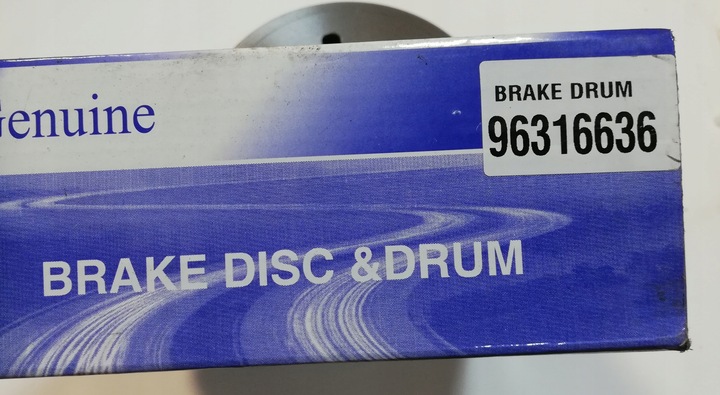 Genuine
BRAKE DRUM
96316636
BRAKE DISC &DRUM